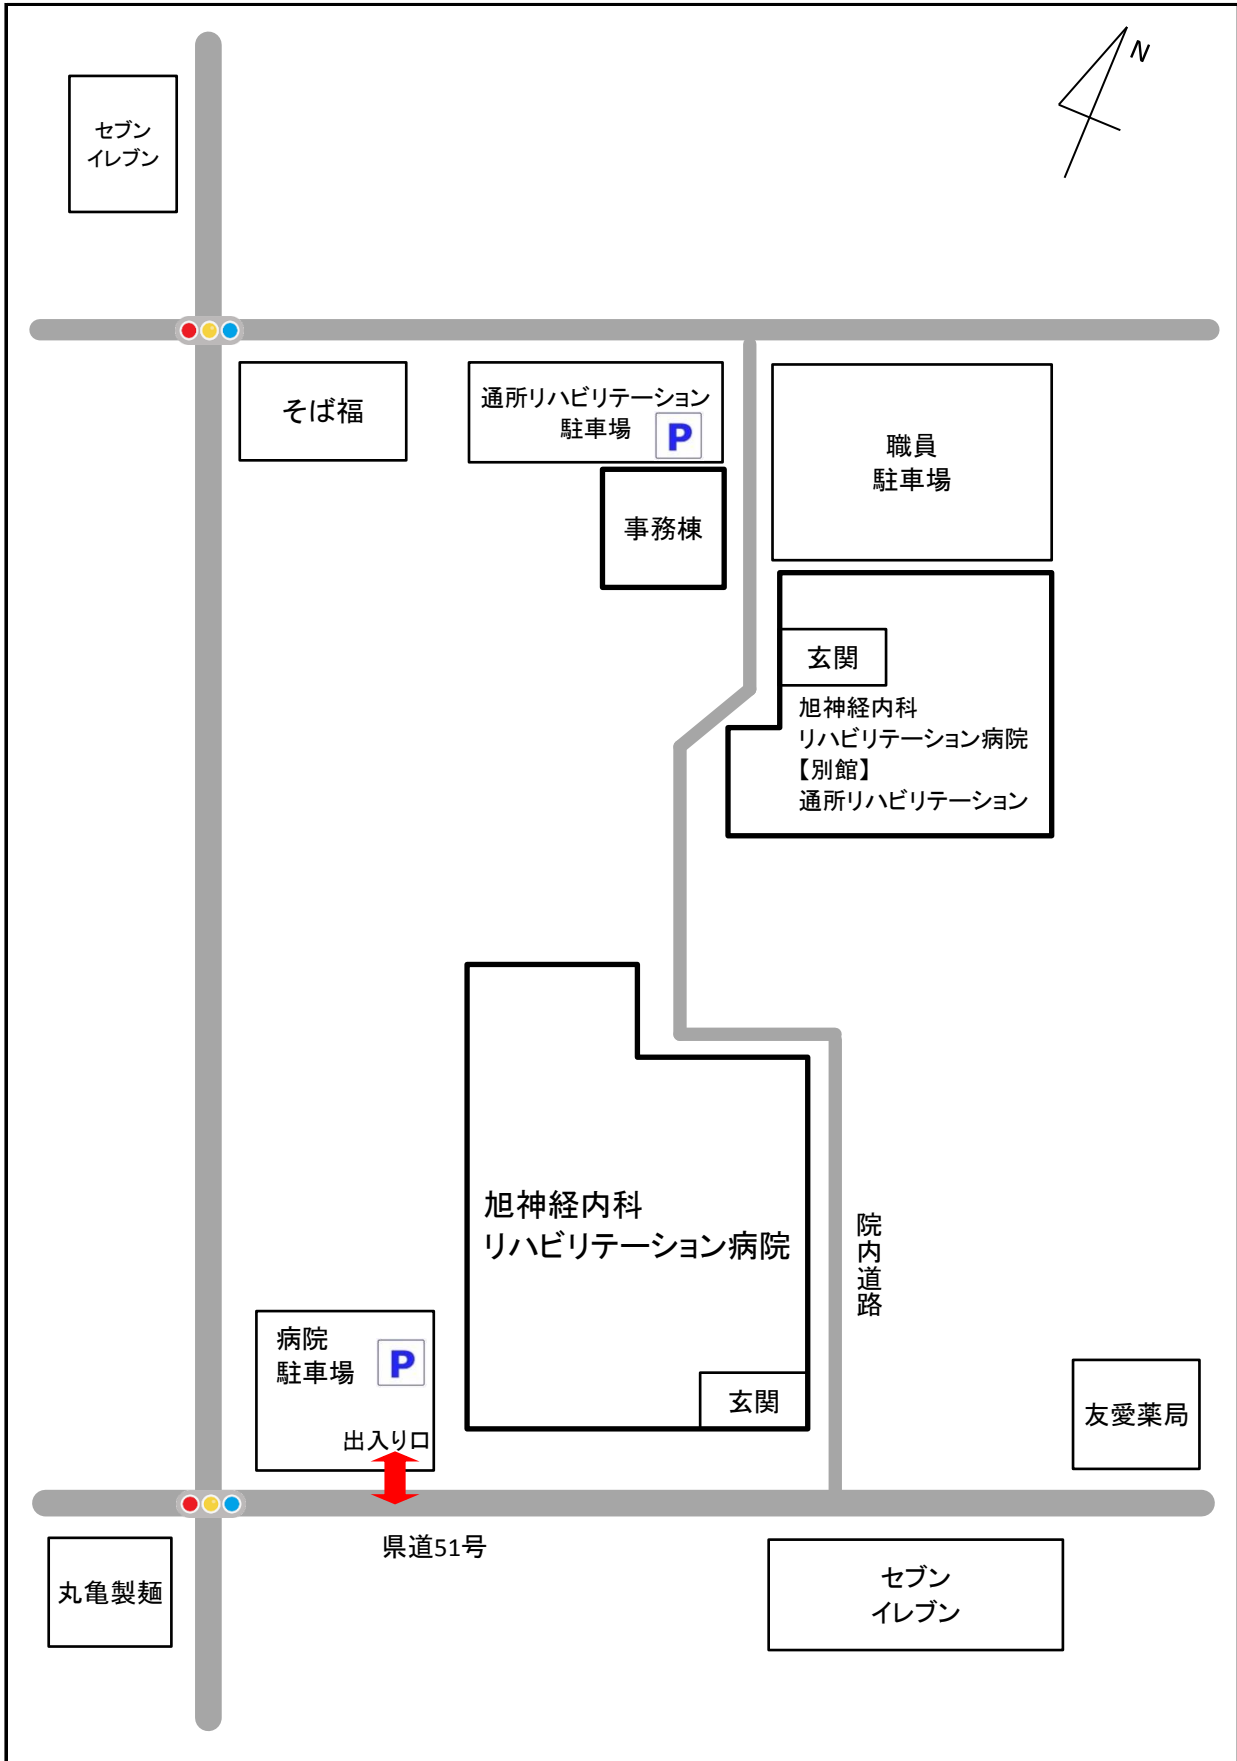 N
セブン
イレブン
そば福
通所リハビリテーション
駐車場
P
職員
駐車場
事務棟
玄関
旭神経内科
リハビリテーション病院
【別館】
通所リハビリテーション
旭神経内科
リハビリテーション病院
院内道路
病院
駐車場
P
出入り口
玄関
友愛薬局
県道51号
丸亀製麺
セブン
イレブン